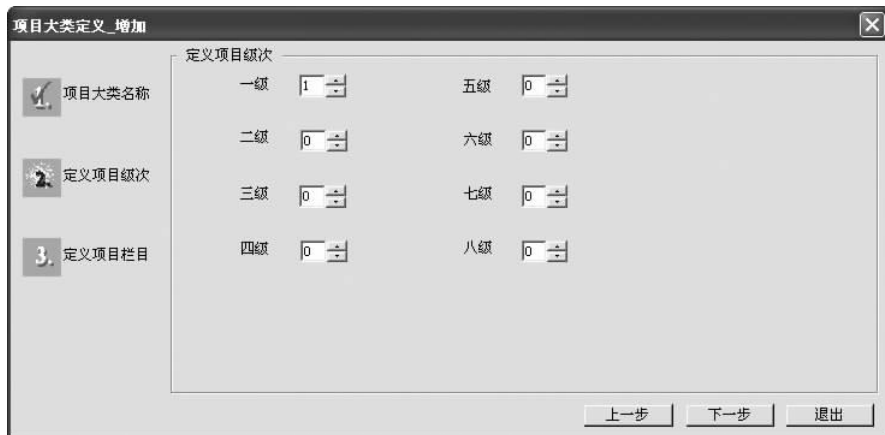 项目大类定义_增加
1. 项目大类名称
2. 定义项目级次
3. 定义项目栏目
定义项目级次
一级 1 五级 0
二级 0 六级 0
三级 0 七级 0
四级 0 八级 0
上一步 下一步 退出